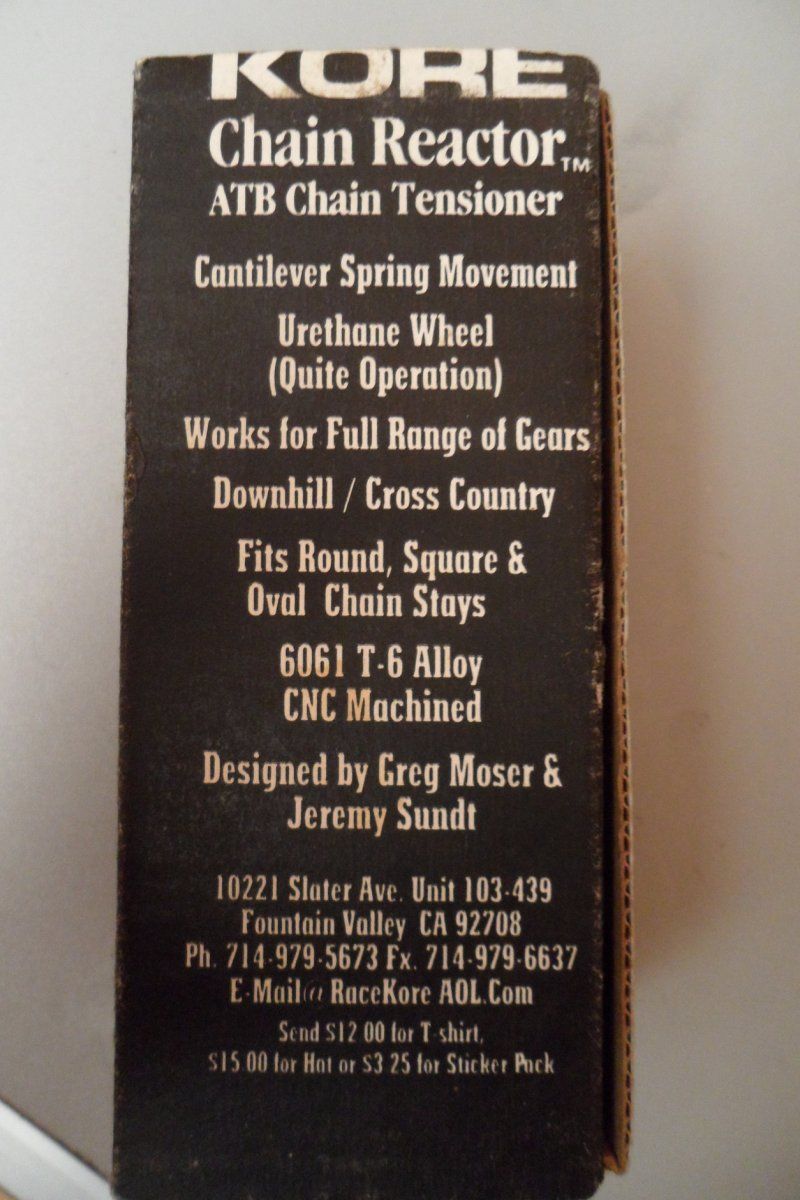 KORE
Chain Reactor™
ATB Chain Tensioner
Cantilever Spring Movement
Urethane Wheel
(Quite Operation)
Works for Full Range of Gears
Downhill / Cross Country
Fits Round, Square &
Oval Chain Stays
6061 T-6 Alloy
CNC Machined
Designed by Greg Moser &
Jeremy Sundt
10221 Slater Ave. Unit 103-439
Fountain Valley CA 92708
Ph. 714-979-5673 Fx. 714-979-6637
E-Mail@ RaceKore AOL.Com
Send $12.00 for T-shirt,
$15.00 for Hat or $3.25 for Sticker Pack